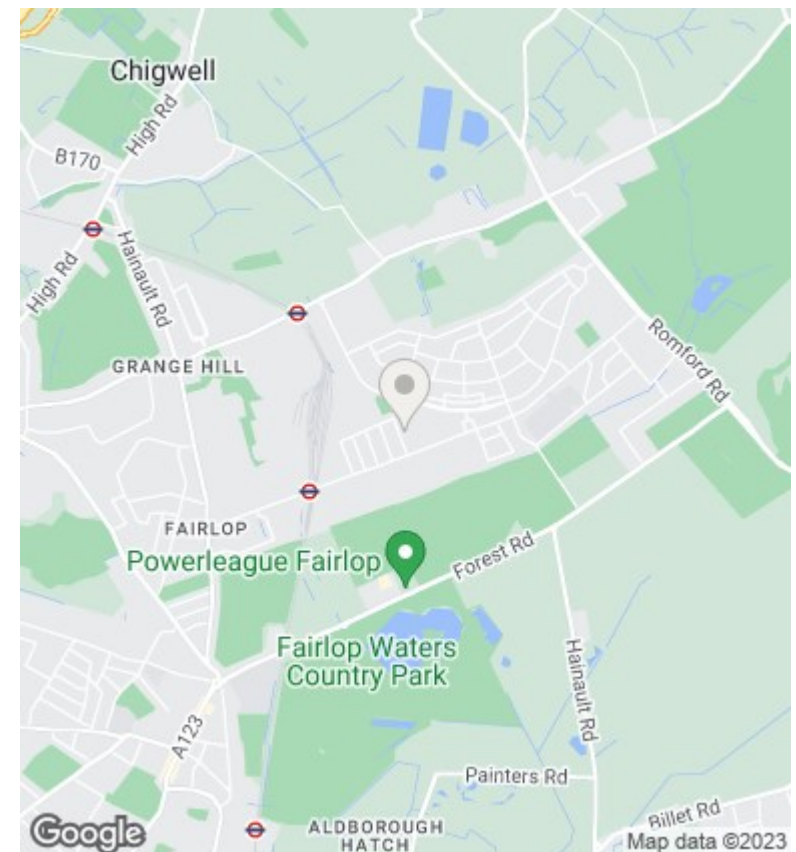 Chigwell
High Rd
B170
Hainault Rd
High Rd
GRANGE HILL
Romford Rd
FAIRLOP
Powerleague Fairlop
Forest Rd
Fairlop Waters
Country Park
Hainault Rd
A123
Painters Rd
Billet Rd
ALDBOROUGH
HATCH
Google
Map data ©2023